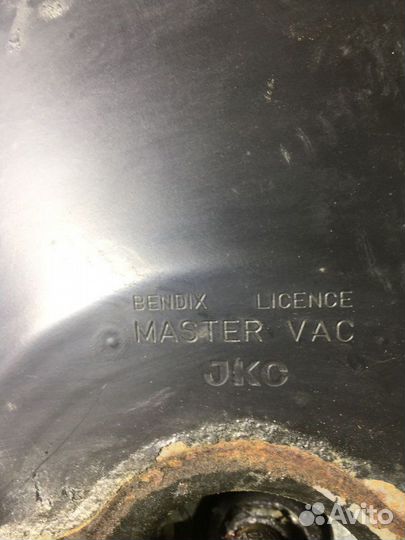 BENDIX LICENCE
MASTER VAC
JKC
Avito